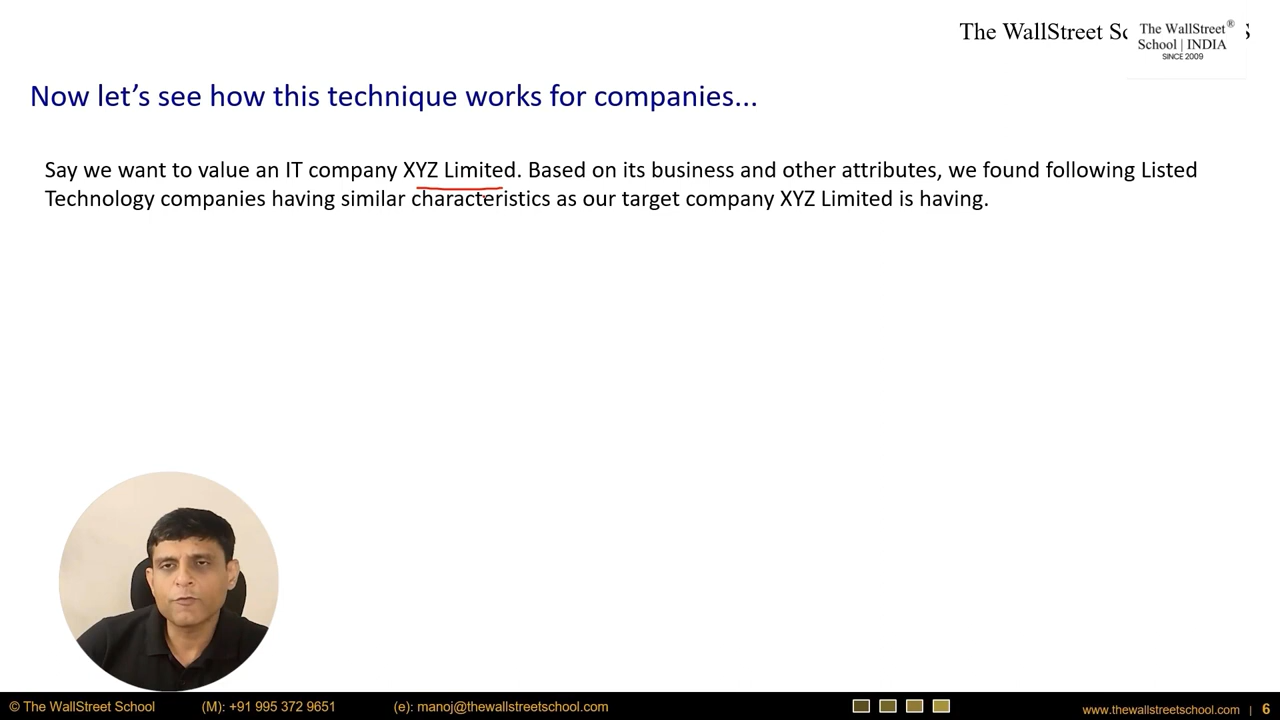 The WallStreet Sc
The WallStreet®
School | INDIA
SINCE 2009
S
Now let’s see how this technique works for companies...
Say we want to value an IT company XYZ Limited. Based on its business and other attributes, we found following Listed
Technology companies having similar characteristics as our target company XYZ Limited is having.
© The WallStreet School (M): +91 995 372 9651 (e): manoj@thewallstreetschool.com www.thewallstreetschool.com | 6